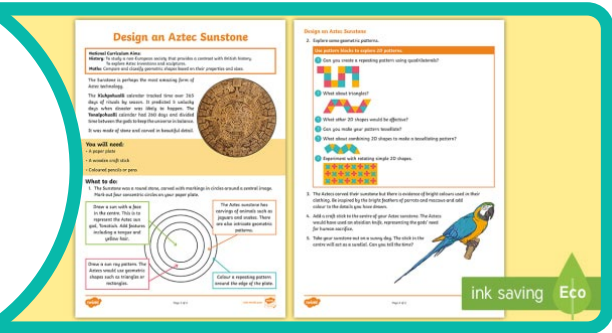 Design an Aztec Sunstone
National Curriculum Aims:
History: To study a non-European society that provides a contrast with British history.
To explore Aztec inventions and sculpture.
Maths: Compare and classify geometric shapes based on their properties and sizes.
The Sunstone is perhaps the most amazing form of
Aztec technology.
The Xiuhpohualli calendar tracked time over 365
days of rituals by season. It predicted 5 unlucky
days when disaster was likely to happen. The
Tonalpohualli calendar had 260 days and divided
time between the gods to keep the universe in balance.
It was made of stone and carved in beautiful detail.
You will need:
• A paper plate
• A wooden craft stick
• Coloured pencils or pens
What to do:
1. The Sunstone was a round stone, carved with markings in circles around a central image.
Mark out four concentric circles on your paper plate.
Draw a sun with a face
in the centre. This is to
represent the Aztec sun
god, Tonatiuh. Add features
including a tongue and
yellow hair.
The Aztec sunstone has
carvings of animals such as
jaguars and snakes. There
are also intricate geometric
patterns.
Draw a sun ray pattern. The
Aztecs would use geometric
shapes such as triangles or
rectangles.
Colour a repeating pattern
around the edge of the plate.
Design an Aztec Sunstone
2. Explore some geometric patterns.
Use pattern blocks to explore 2D patterns.
Can you create a repeating pattern using quadrilaterals?
What about triangles?
What other 2D shapes would be effective?
Can you make your pattern tessellate?
What about combining 2D shapes to make a tessellating pattern?
Experiment with rotating simple 2D shapes.
3. The Aztecs carved their sunstone but there is evidence of bright colours used in their
clothing. Be inspired by the bright feathers of parrots and macaws and add
colour to the details you have drawn.
4. Add a craft stick to the centre of your Aztec sunstone. The Aztecs
would have used an obsidian knife, representing the gods' need
for human sacrifice.
5. Take your sunstone out on a sunny day. The stick in the
centre will act as a sundial. Can you tell the time?
ink saving Eco